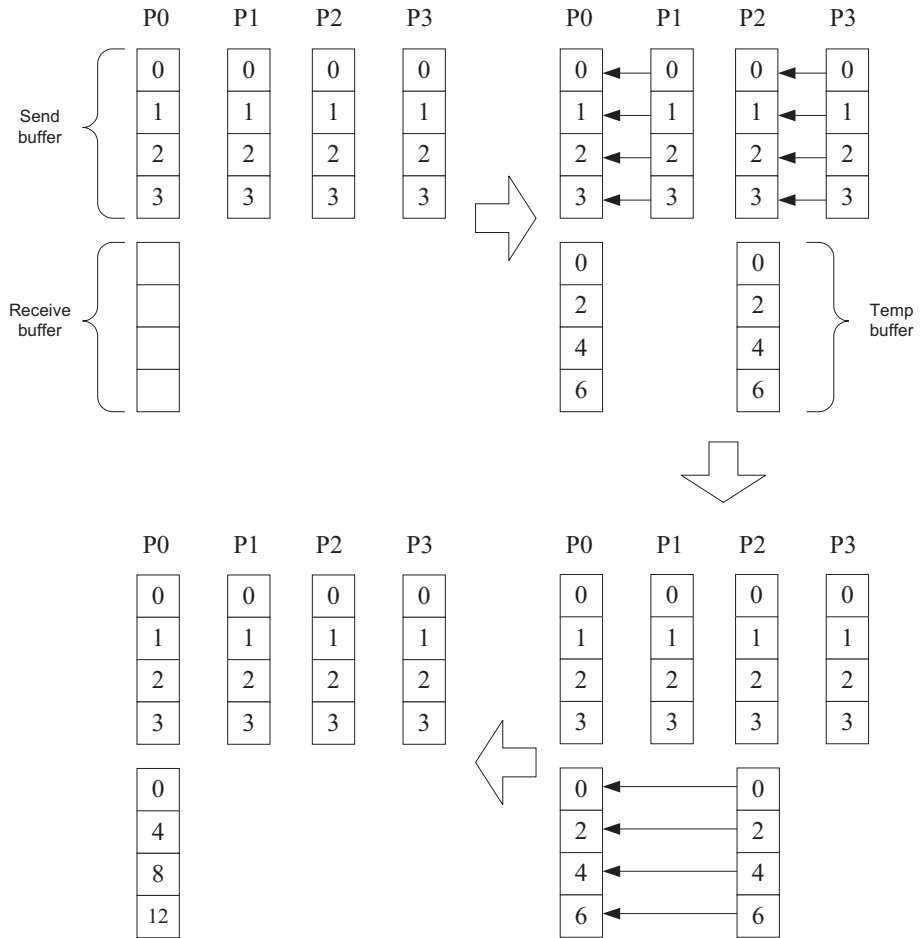 P0 P1 P2 P3
Send
buffer
0 0 0 0
1 1 1 1
2 2 2 2
3 3 3 3
Receive
buffer
P0 P1 P2 P3
0 0 0 0
1 1 1 1
2 2 2 2
3 3 3 3
0 0
2 2
4 4
6 6
Temp
buffer
P0 P1 P2 P3
0 0 0 0
1 1 1 1
2 2 2 2
3 3 3 3
0
4
8
12
P0 P1 P2 P3
0 0 0 0
1 1 1 1
2 2 2 2
3 3 3 3
0 0
2 2
4 4
6 6